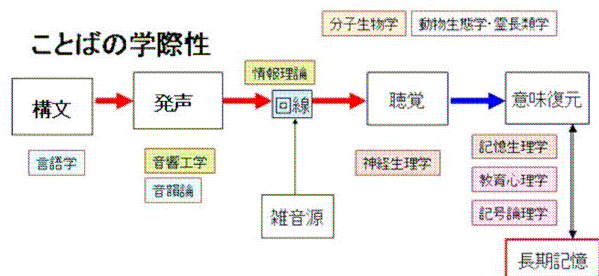 分子生物学
動物生態学・霊長類学
ことばの学際性
情報理論
構文
発声
回線
聴覚
意味復元
言語学
音響工学
音韻論
神経生理学
記憶生理学
教育心理学
記号論理学
雑音源
長期記憶